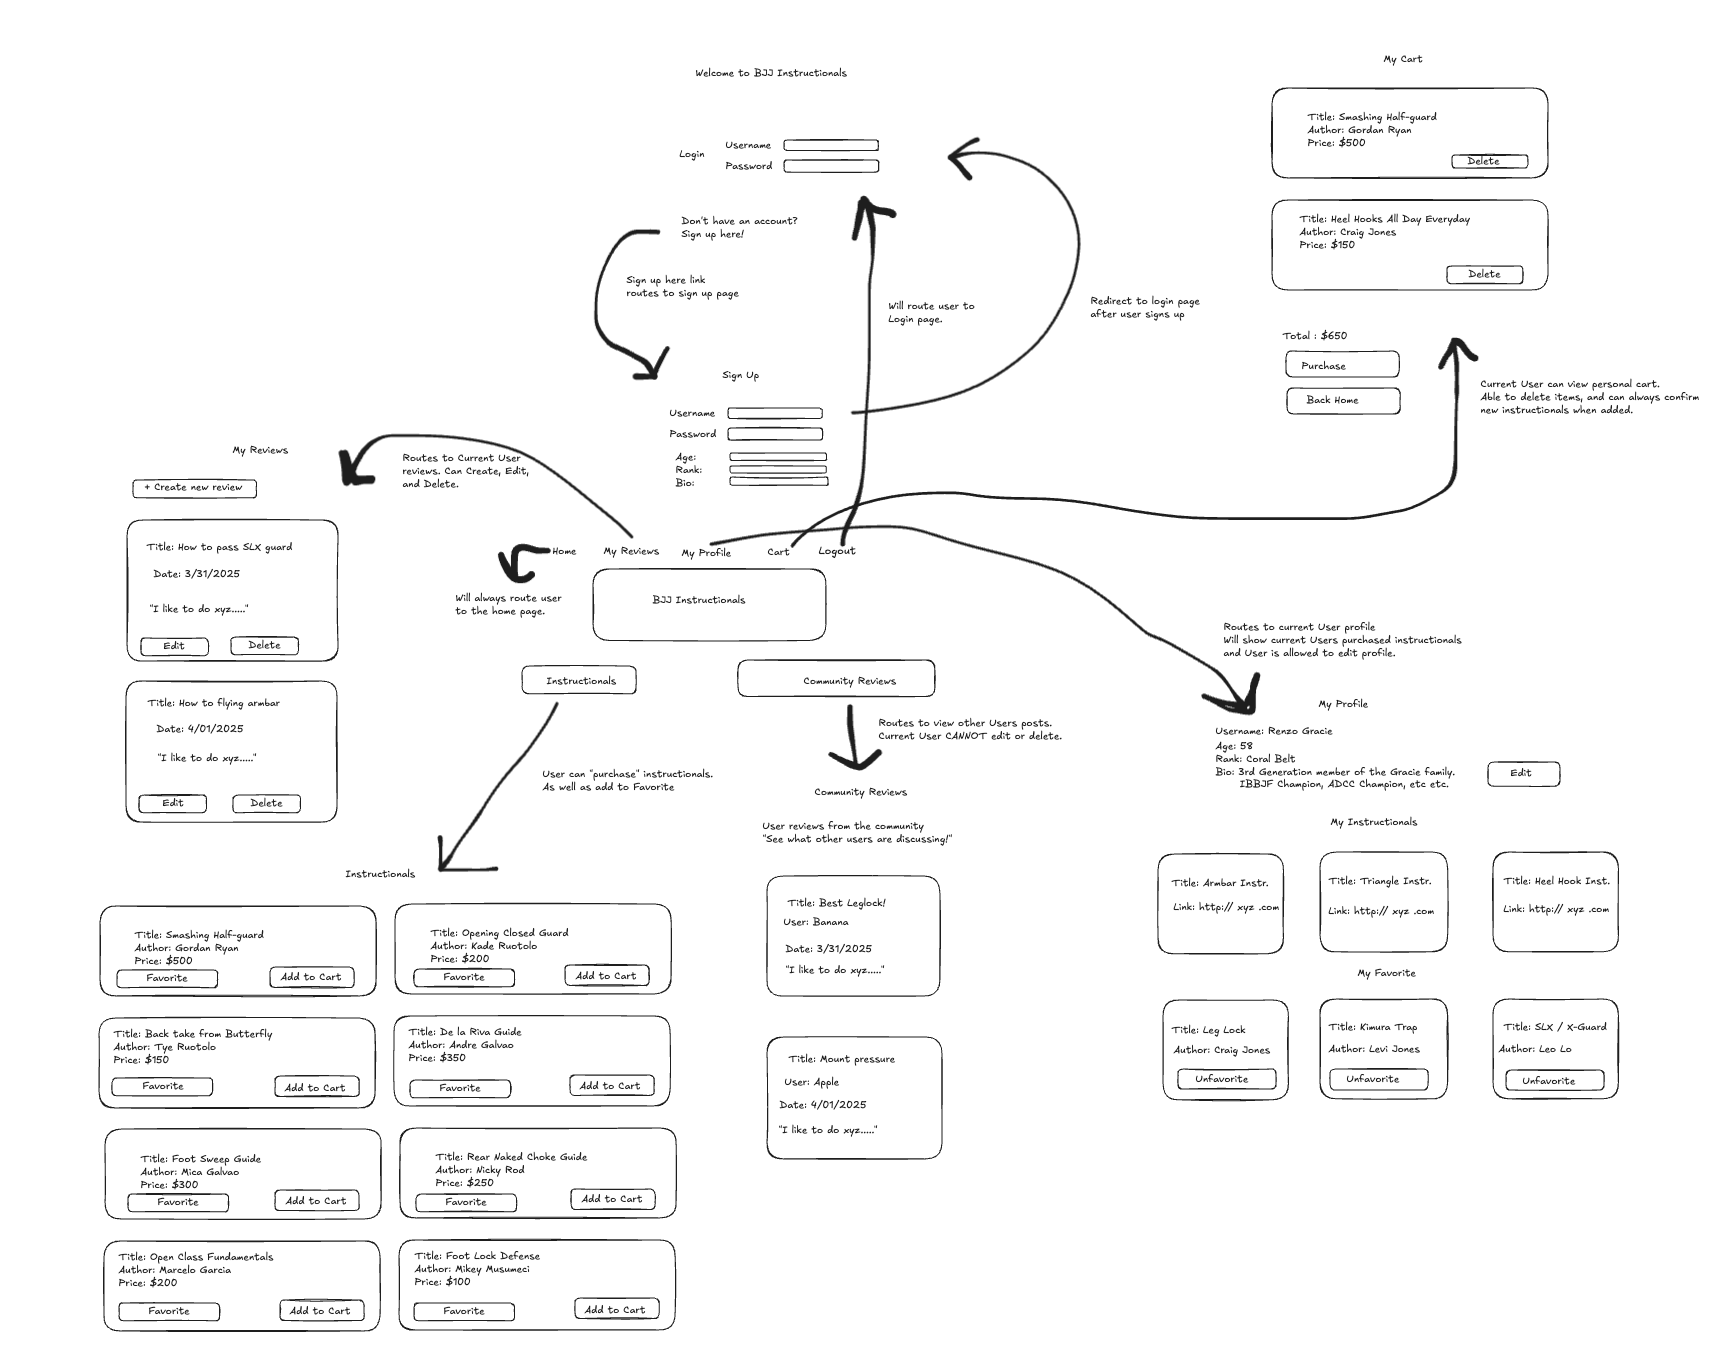 Welcome to BJJ Instructionals
Login
Username
Password
Don't have an account?
Sign up here!
Sign up here link
routes to sign up page
Will route user to
Login page.
Redirect to login page
after user signs up
Sign Up
Username
Password
Age:
Rank:
Bio:
My Cart
Title: Smashing Half-guard
Author: Gordan Ryan
Price: $500
Delete
Title: Heel Hooks All Day Everyday
Author: Craig Jones
Price: $150
Delete
Total : $650
Purchase
Back Home
Current User can view personal cart.
Able to delete items, and can always confirm
new instructionals when added.
My Reviews
+ Create new review
Routes to Current User
reviews. Can Create, Edit,
and Delete.
Title: How to pass SLX guard
Date: 3/31/2025
"I like to do xyz....."
Edit
Delete
Title: How to flying armbar
Date: 4/01/2025
"I like to do xyz....."
Edit
Delete
Home
My Reviews
My Profile
Cart
Logout
Will always route user
to the home page.
BJJ Instructionals
Instructionals
Community Reviews
User can "purchase" instructionals.
As well as add to Favorite
Routes to view other Users posts.
Current User CANNOT edit or delete.
Instructionals
Title: Smashing Half-guard
Author: Gordan Ryan
Price: $500
Favorite
Add to Cart
Title: Opening Closed Guard
Author: Kade Ruotolo
Price: $200
Favorite
Add to Cart
Title: Back take from Butterfly
Author: Tye Ruotolo
Price: $150
Favorite
Add to Cart
Title: De la Riva Guide
Author: Andre Galvao
Price: $350
Favorite
Add to Cart
Title: Foot Sweep Guide
Author: Mica Galvao
Price: $300
Favorite
Add to Cart
Title: Rear Naked Choke Guide
Author: Nicky Rod
Price: $250
Favorite
Add to Cart
Title: Open Class Fundamentals
Author: Marcelo Garcia
Price: $200
Favorite
Add to Cart
Title: Foot Lock Defense
Author: Mikey Musumeci
Price: $100
Favorite
Add to Cart
Community Reviews
User reviews from the community
"See what other users are discussing!"
Title: Best Leglock!
User: Banana
Date: 3/31/2025
"I like to do xyz....."
Title: Mount pressure
User: Apple
Date: 4/01/2025
"I like to do xyz....."
Routes to current User profile
Will show current Users purchased instructionals
and User is allowed to edit profile.
My Profile
Username: Renzo Gracie
Age: 58
Rank: Coral Belt
Bio: 3rd Generation member of the Gracie family.
IBBJF Champion, ADCC Champion, etc etc.
Edit
My Instructionals
Title: Armbar Instr.
Link: http:// xyz .com
Title: Triangle Instr.
Link: http:// xyz .com
Title: Heel Hook Inst.
Link: http:// xyz .com
My Favorite
Title: Leg Lock
Author: Craig Jones
Unfavorite
Title: Kimura Trap
Author: Levi Jones
Unfavorite
Title: SLX / X-Guard
Author: Leo Lo
Unfavorite